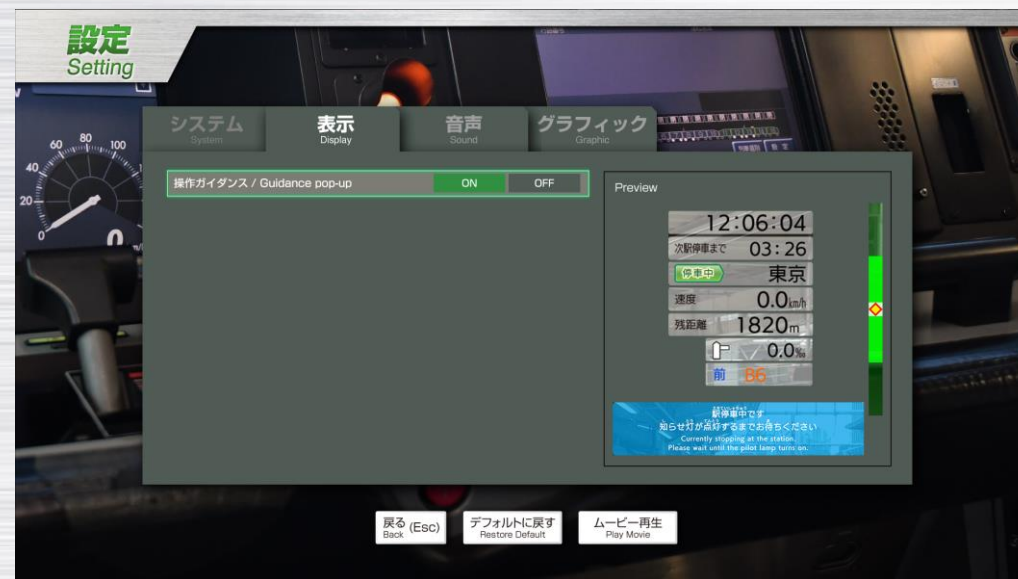 設定
Setting
システム
System
表示
Display
音声
Sound
グラフィック
Graphic
操作ガイダンス / Guidance pop-up
ON
OFF
Preview
12:06:04
次駅停車まで 03:26
停車中 東京
速度 0.0km/h
残距離 1820m
0.0‰
前 B6
駅停車中です
知らせ灯が点灯するまでお待ちください
Currently stopping at the station.
Please wait until the pilot lamp turns on.
0
20
40
60
80
100
0
戻る (Esc)
Back
デフォルトに戻す
Restore Default
ムービー再生
Play Movie